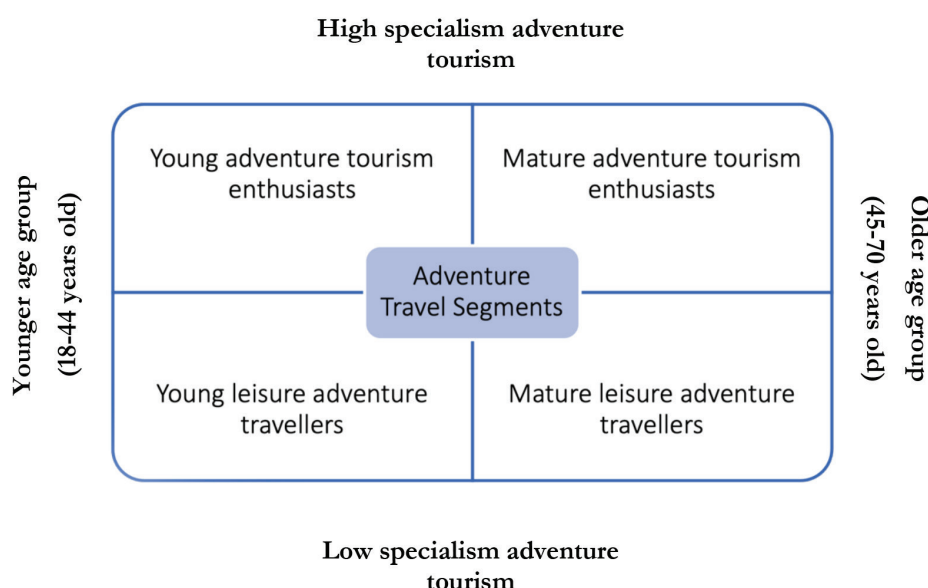 High specialism adventure
tourism
Younger age group
(18-44 years old)
Young adventure tourism
enthusiasts
Mature adventure tourism
enthusiasts
Older age group
(45-70 years old)
Adventure
Travel Segments
Young leisure adventure
travellers
Mature leisure adventure
travellers
Low specialism adventure
tourism